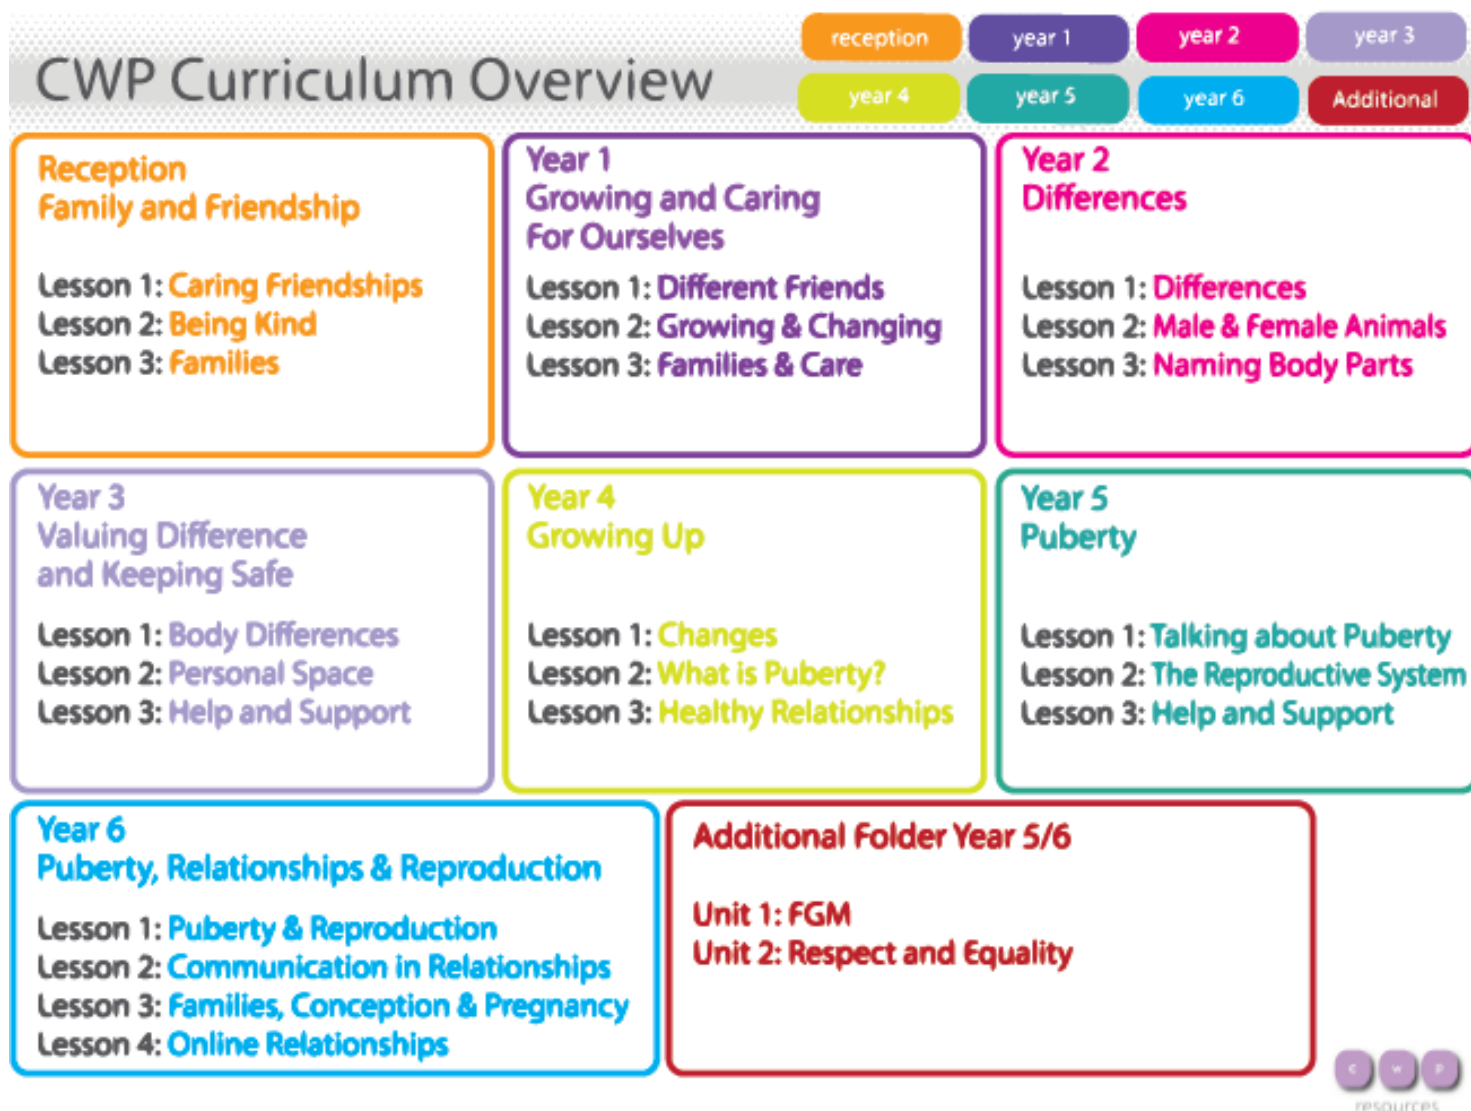 CWP Curriculum Overview
reception
year 1
year 2
year 3
year 4
year 5
year 6
Additional
Reception
Family and Friendship
Lesson 1: Caring Friendships
Lesson 2: Being Kind
Lesson 3: Families
Year 1
Growing and Caring
For Ourselves
Lesson 1: Different Friends
Lesson 2: Growing & Changing
Lesson 3: Families & Care
Year 2
Differences
Lesson 1: Differences
Lesson 2: Male & Female Animals
Lesson 3: Naming Body Parts
Year 3
Valuing Difference
and Keeping Safe
Lesson 1: Body Differences
Lesson 2: Personal Space
Lesson 3: Help and Support
Year 4
Growing Up
Lesson 1: Changes
Lesson 2: What is Puberty?
Lesson 3: Healthy Relationships
Year 5
Puberty
Lesson 1: Talking about Puberty
Lesson 2: The Reproductive System
Lesson 3: Help and Support
Year 6
Puberty, Relationships & Reproduction
Lesson 1: Puberty & Reproduction
Lesson 2: Communication in Relationships
Lesson 3: Families, Conception & Pregnancy
Lesson 4: Online Relationships
Additional Folder Year 5/6
Unit 1: FGM
Unit 2: Respect and Equality
c w p
resources